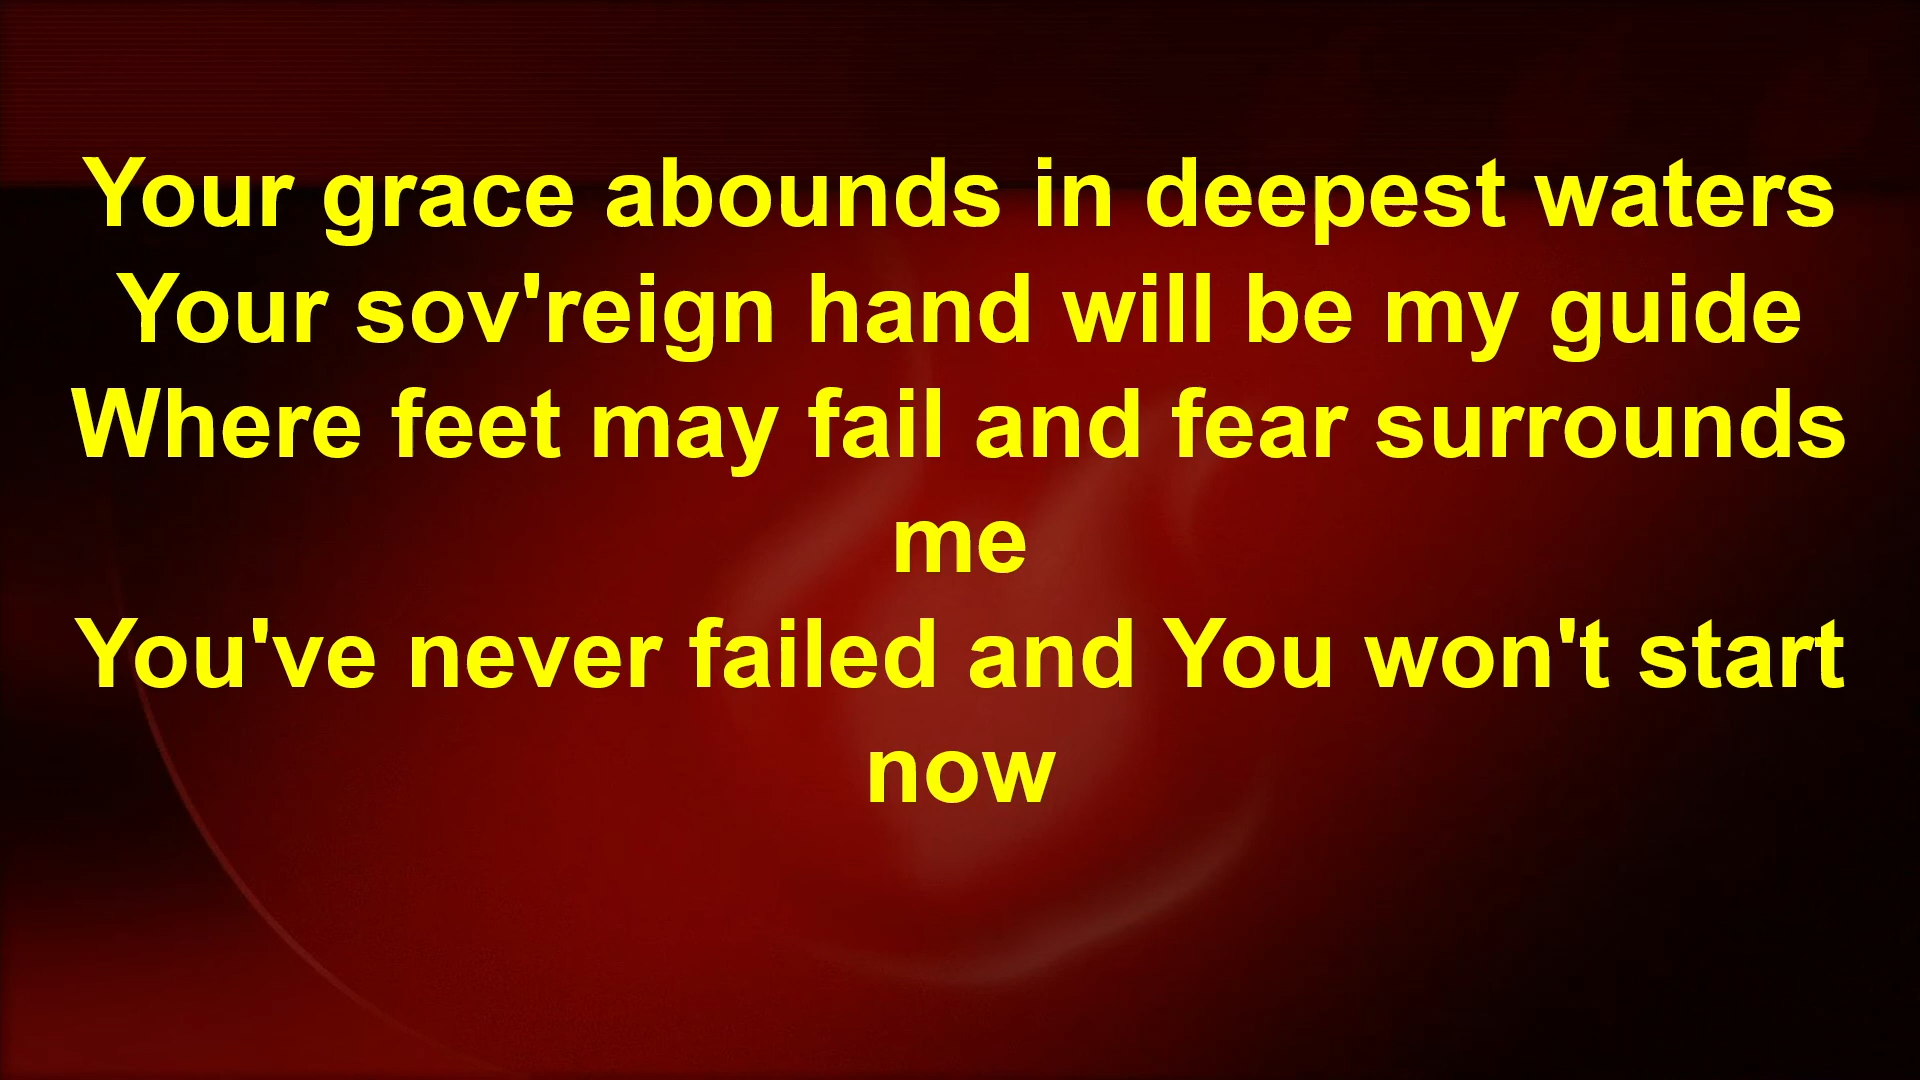 Your grace abounds in deepest waters
Your sov'reign hand will be my guide
Where feet may fail and fear surrounds
me
You've never failed and You won't start
now